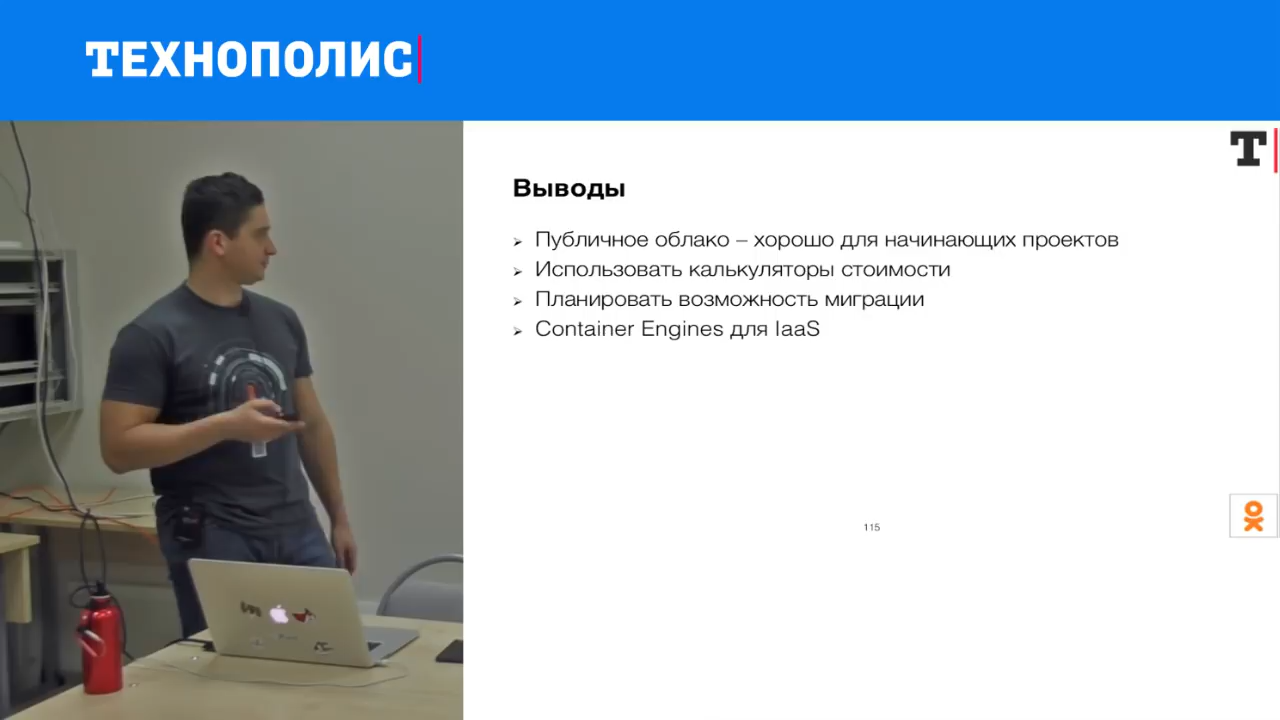 ТЕХНОПОЛИС
Т
Выводы
Публичное облако – хорошо для начинающих проектов
Использовать калькуляторы стоимости
Планировать возможность миграции
Container Engines для IaaS
115